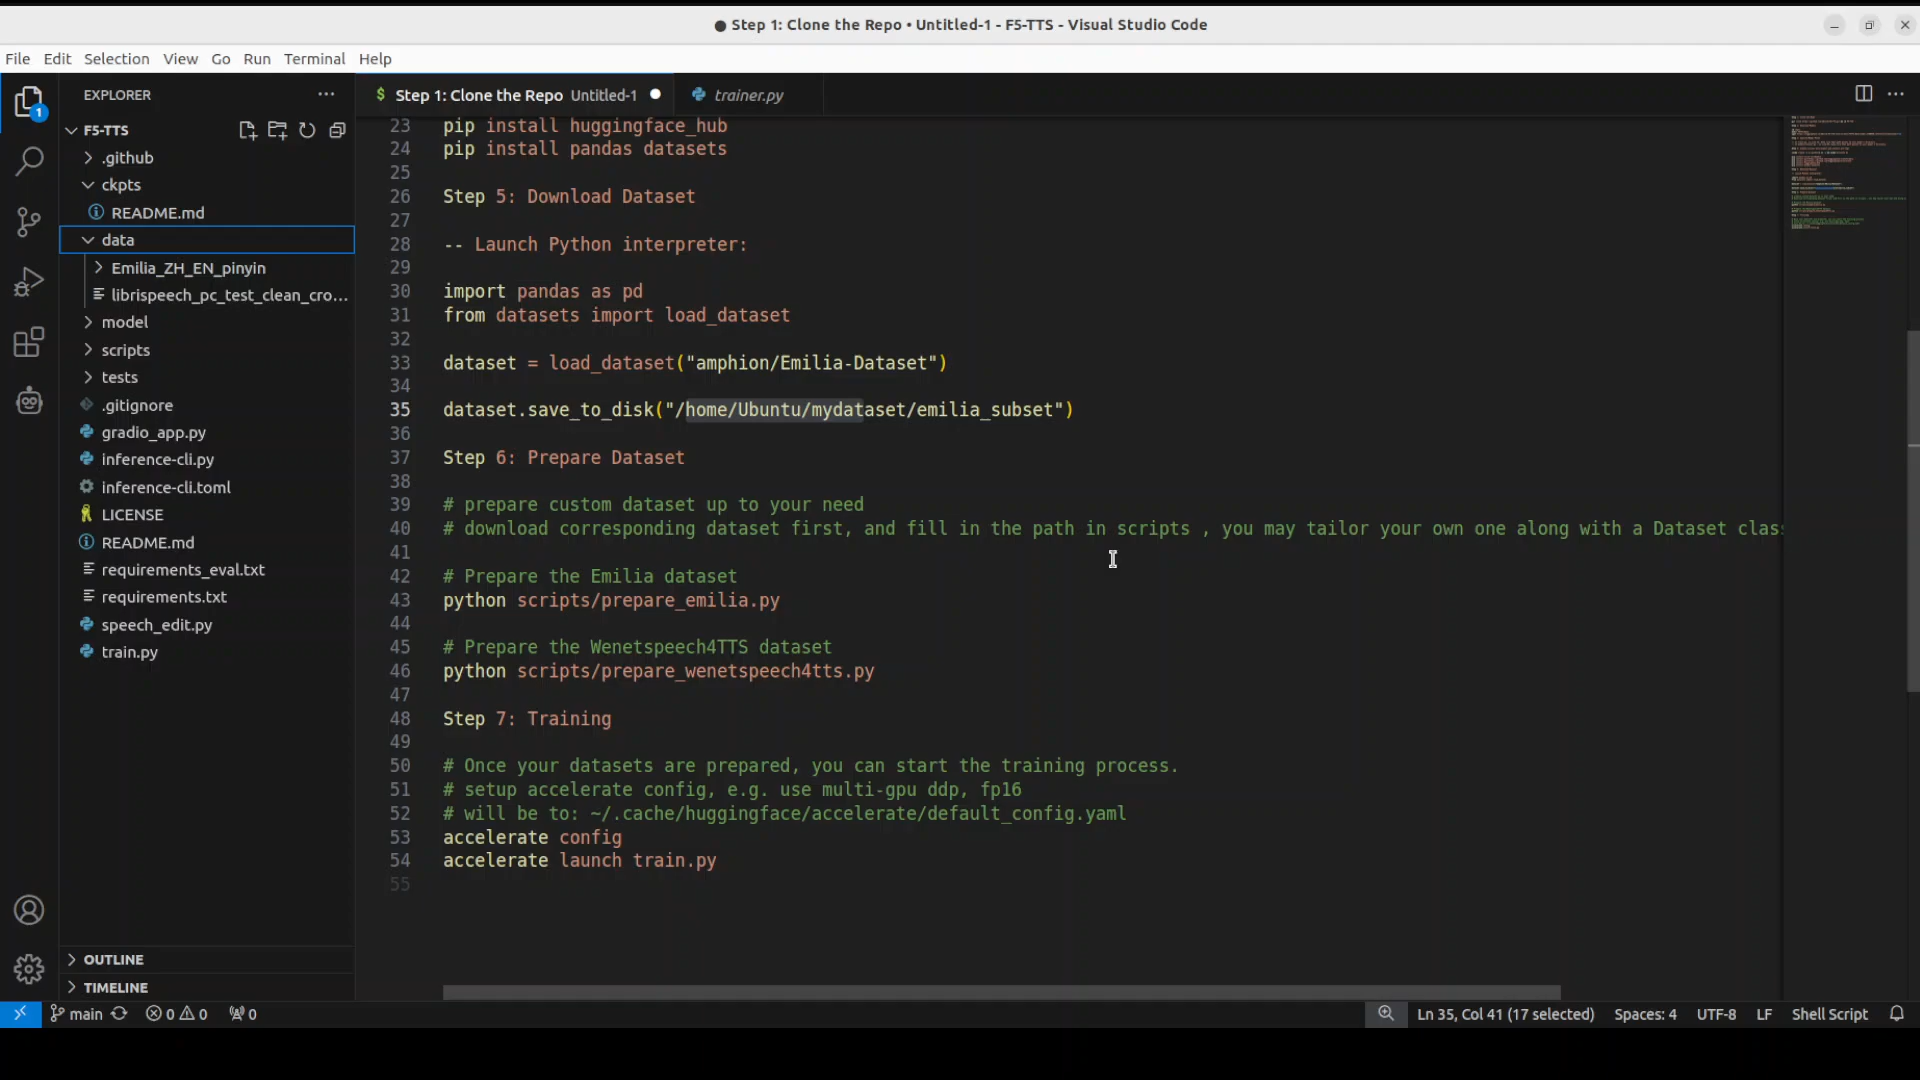 ● Step 1: Clone the Repo • Untitled-1 - F5-TTS - Visual Studio Code
File Edit Selection View Go Run Terminal Help
EXPLORER
F5-TTS
.github
ckpts
README.md
data
Emilia_ZH_EN_pinyin
librispeech_pc_test_clean_cro...
model
scripts
tests
.gitignore
gradio_app.py
inference-cli.py
inference-cli.toml
LICENSE
README.md
requirements_eval.txt
requirements.txt
speech_edit.py
train.py
OUTLINE
TIMELINE
1
$ Step 1: Clone the Repo Untitled-1 ● trainer.py
23 pip install huggingface_hub
24 pip install pandas datasets
25
26 Step 5: Download Dataset
27
28 -- Launch Python interpreter:
29
30 import pandas as pd
31 from datasets import load_dataset
32
33 dataset = load_dataset("amphion/Emilia-Dataset")
34
35 dataset.save_to_disk("/home/Ubuntu/mydataset/emilia_subset")
36
37 Step 6: Prepare Dataset
38
39 # prepare custom dataset up to your need
40 # download corresponding dataset first, and fill in the path in scripts , you may tailor your own one along with a Dataset clas
41
42 # Prepare the Emilia dataset
43 python scripts/prepare_emilia.py
44
45 # Prepare the Wenetspeech4TTS dataset
46 python scripts/prepare_wenetspeech4tts.py
47
48 Step 7: Training
49
50 # Once your datasets are prepared, you can start the training process.
51 # setup accelerate config, e.g. use multi-gpu ddp, fp16
52 # will be to: ~/.cache/huggingface/accelerate/default_config.yaml
53 accelerate config
54 accelerate launch train.py
55
main 0 0 0 Ln 35, Col 41 (17 selected) Spaces: 4 UTF-8 LF Shell Script